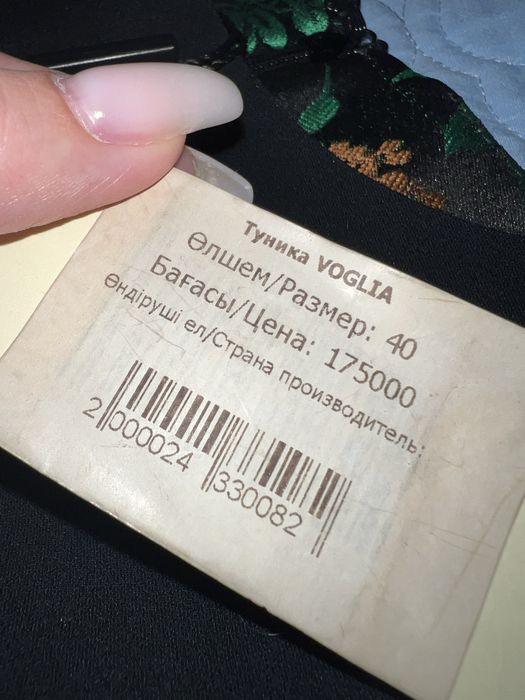 Туника VOGLIA
Өлшем/Размер: 40
Бағасы/Цена: 175000
Өндіруші ел/Страна производитель:
2 000024 330082